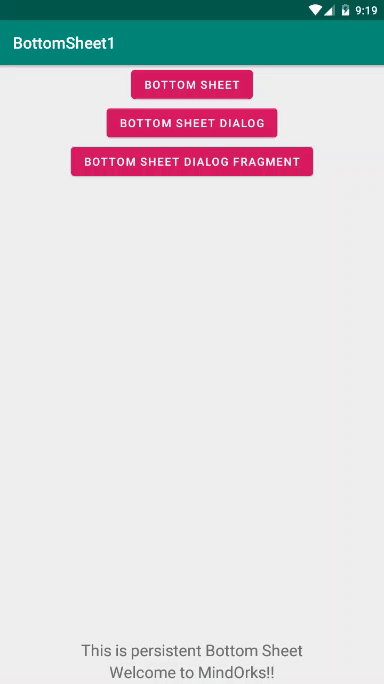 9:19
BottomSheet1
BOTTOM SHEET
BOTTOM SHEET DIALOG
BOTTOM SHEET DIALOG FRAGMENT
This is persistent Bottom Sheet
Welcome to MindOrks!!